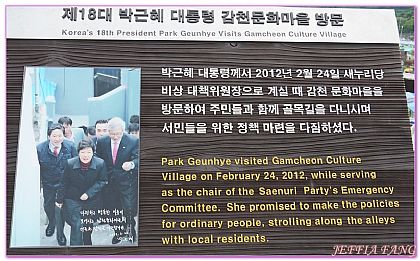 제18대 박근혜 대통령 감천문화마을 방문
Korea's 18th President Park Geunhye Visits Gamcheon Culture Village
박근혜 대통령께서 2012년 2월 24일 새누리당
비상 대책위원장으로 계실 때 감천 문화마을을
방문하여 주민들과 함께 골목길을 다니시며
서민들을 위한 정책 마련을 다짐하셨다.
Park Geunhye visited Gamcheon Culture
Village on February 24, 2012, while serving
as the chair of the Saenuri Party's Emergency
Committee. She promised to make the policies
for ordinary people, strolling along the alleys
with local residents.
JEFFIA FANG